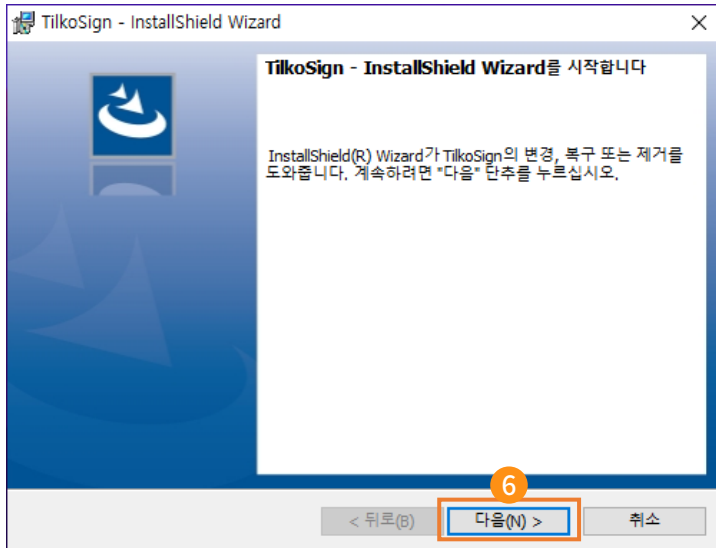 TilkoSign - InstallShield Wizard
TilkoSign - InstallShield Wizard를 시작합니다
InstallShield(R) Wizard가 TilkoSign의 변경, 복구 또는 제거를
도와줍니다. 계속하려면 "다음" 단추를 누르십시오.
6
< 뒤로(B)
다음(N) >
취소